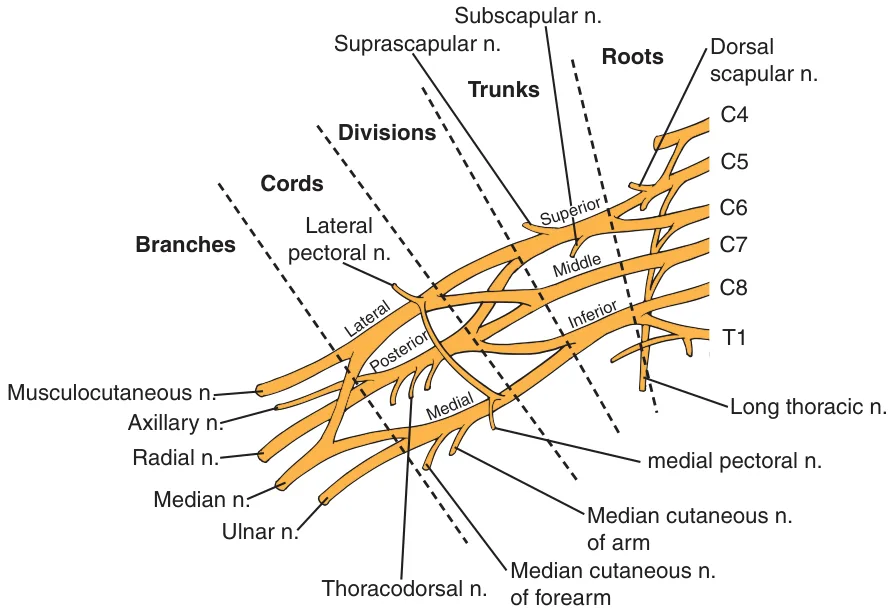 Subscapular n.
Suprascapular n.
Roots
Dorsal
scapular n.
Trunks
C4
Divisions
C5
Cords
C6
Superior
Lateral
pectoral n.
Branches
C7
Middle
C8
Inferior
Lateral
T1
Posterior
Musculocutaneous n.
Medial
Long thoracic n.
Axillary n.
Radial n.
medial pectoral n.
Median n.
Median cutaneous n.
of arm
Ulnar n.
Thoracodorsal n.
Median cutaneous n.
of forearm